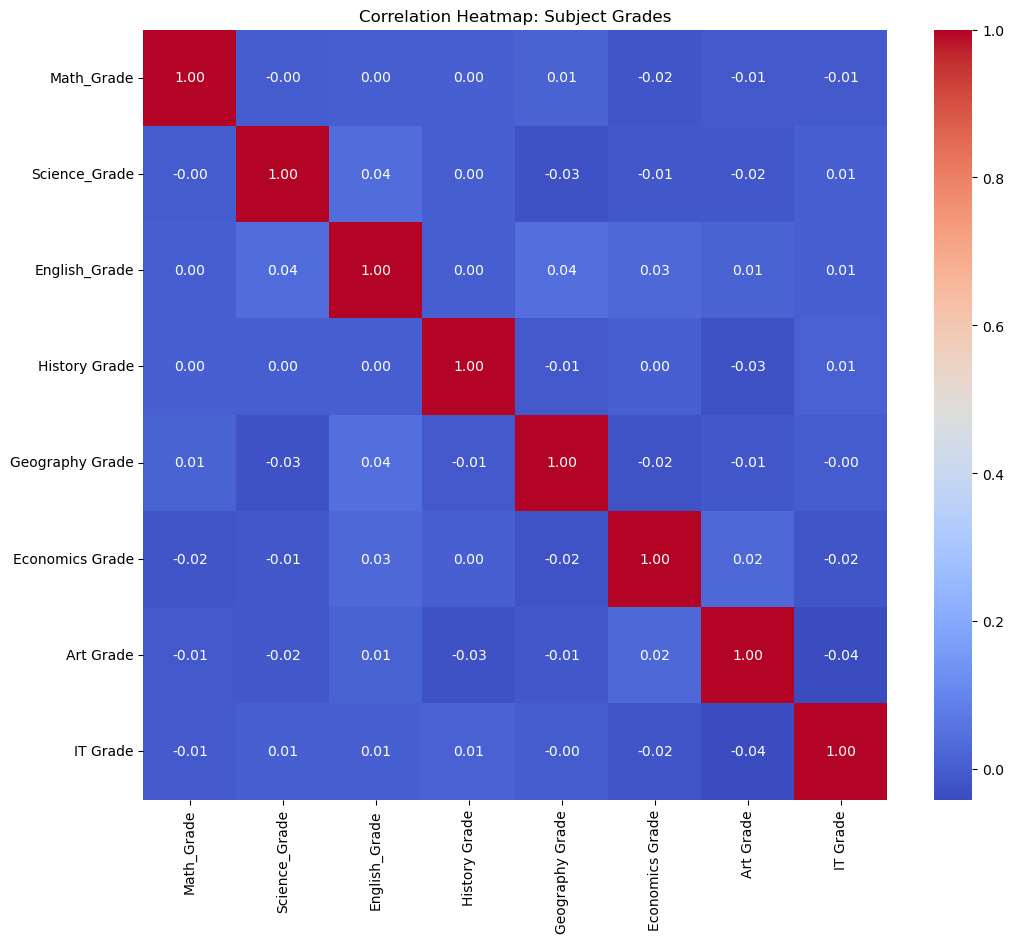 Correlation Heatmap: Subject Grades
Math_Grade 1.00 -0.00 0.00 0.00 0.01 -0.02 -0.01 -0.01
Science_Grade -0.00 1.00 0.04 0.00 -0.03 -0.01 -0.02 0.01
English_Grade 0.00 0.04 1.00 0.00 0.04 0.03 0.01 0.01
History Grade 0.00 0.00 0.00 1.00 -0.01 0.00 -0.03 0.01
Geography Grade 0.01 -0.03 0.04 -0.01 1.00 -0.02 -0.01 -0.00
Economics Grade -0.02 -0.01 0.03 0.00 -0.02 1.00 0.02 -0.02
Art Grade -0.01 -0.02 0.01 -0.03 -0.01 0.02 1.00 -0.04
IT Grade -0.01 0.01 0.01 0.01 -0.00 -0.02 -0.04 1.00
Math_Grade
Science_Grade
English_Grade
History Grade
Geography Grade
Economics Grade
Art Grade
IT Grade
1.0
0.8
0.6
0.4
0.2
0.0